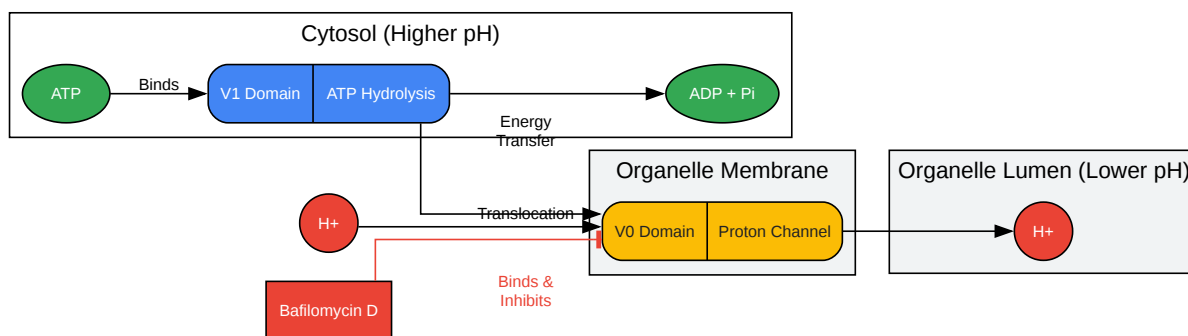 Cytosol (Higher pH)
ATP
Binds
V1 Domain
ATP Hydrolysis
ADP + Pi
Energy
Transfer
Organelle Membrane
Organelle Lumen (Lower pH)
H+
Translocation
V0 Domain
Proton Channel
H+
Binds &
Inhibits
Bafilomycin D